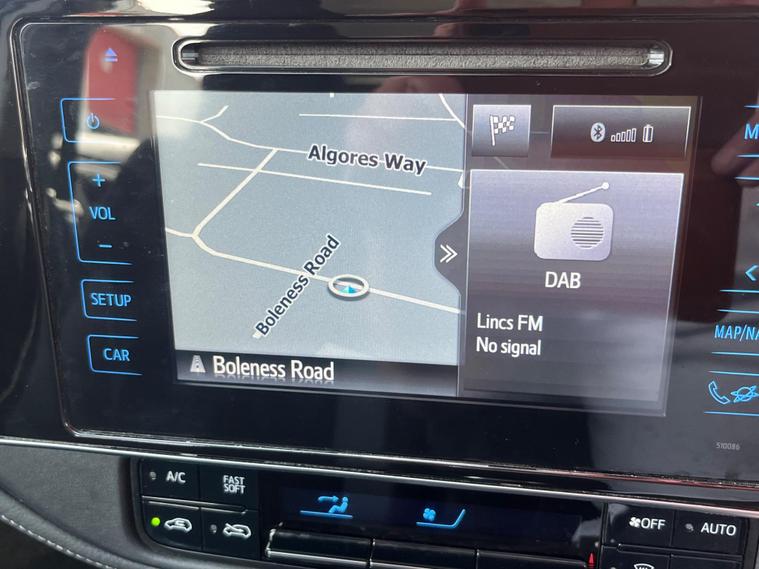 Algores Way
Boleness Road
Boleness Road
DAB
Lincs FM
No signal
+
VOL
-
SETUP
CAR
MAP/NA
510086
A/C
FAST
SOFT
OFF
AUTO